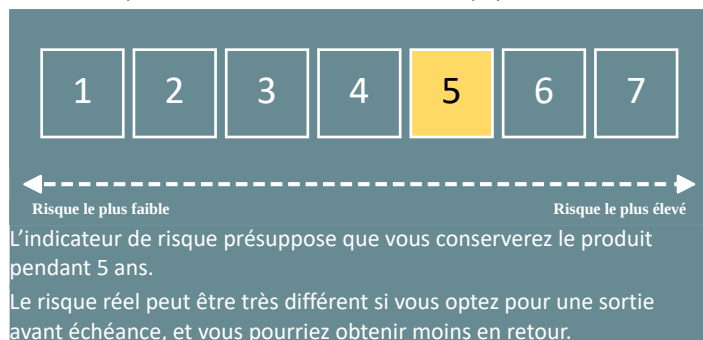 1 2 3 4 5 6 7
Risque le plus faible Risque le plus élevé
L’indicateur de risque présuppose que vous conserverez le produit
pendant 5 ans.
Le risque réel peut être très différent si vous optez pour une sortie
avant échéance, et vous pourriez obtenir moins en retour.